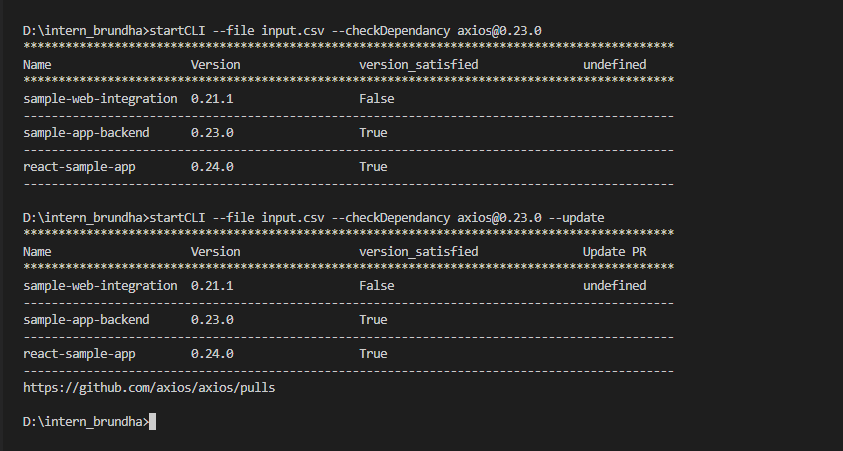 D:\intern_brundha>startCLI --file input.csv --checkDependancy axios@0.23.0
*********************************************************************************************
Name Version version_satisfied undefined
*********************************************************************************************
sample-web-integration 0.21.1 False
---------------------------------------------------------------------------------------------
sample-app-backend 0.23.0 True
---------------------------------------------------------------------------------------------
react-sample-app 0.24.0 True
---------------------------------------------------------------------------------------------
D:\intern_brundha>startCLI --file input.csv --checkDependancy axios@0.23.0 --update
*********************************************************************************************
Name Version version_satisfied Update PR
*********************************************************************************************
sample-web-integration 0.21.1 False undefined
---------------------------------------------------------------------------------------------
sample-app-backend 0.23.0 True
---------------------------------------------------------------------------------------------
react-sample-app 0.24.0 True
---------------------------------------------------------------------------------------------
https://github.com/axios/axios/pulls
D:\intern_brundha>